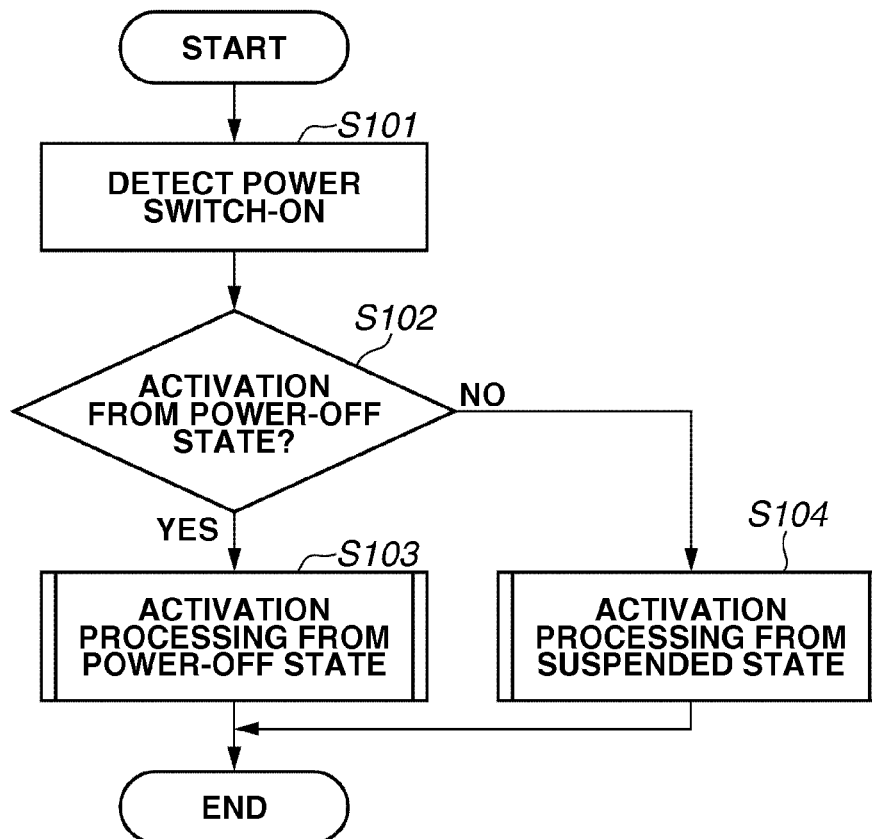 START
S101
DETECT POWER
SWITCH-ON
S102
ACTIVATION
FROM POWER-OFF
STATE?
NO
YES
S103
ACTIVATION
PROCESSING FROM
POWER-OFF STATE
S104
ACTIVATION
PROCESSING FROM
SUSPENDED STATE
END